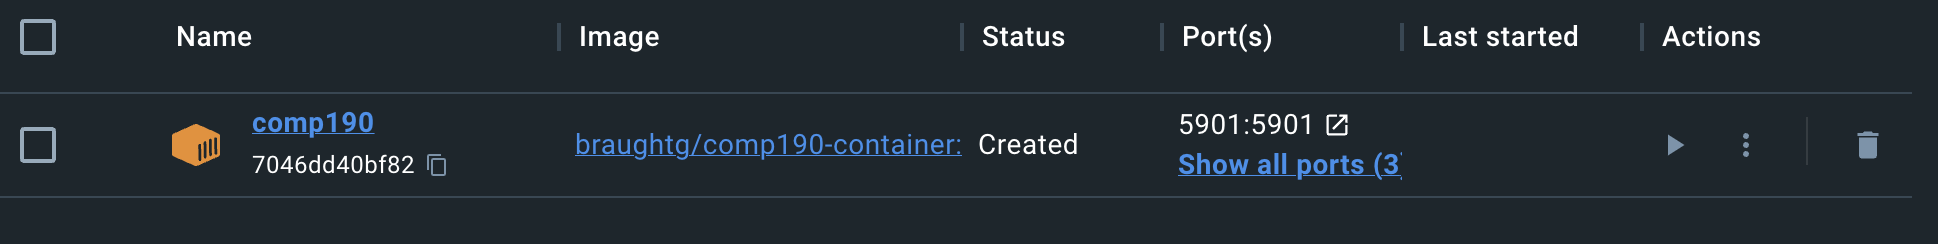 Name Image Status Port(s) Last started Actions
comp190 5901:5901
braughtg/comp190-container: Created
7046dd40bf82 Show all ports (3)